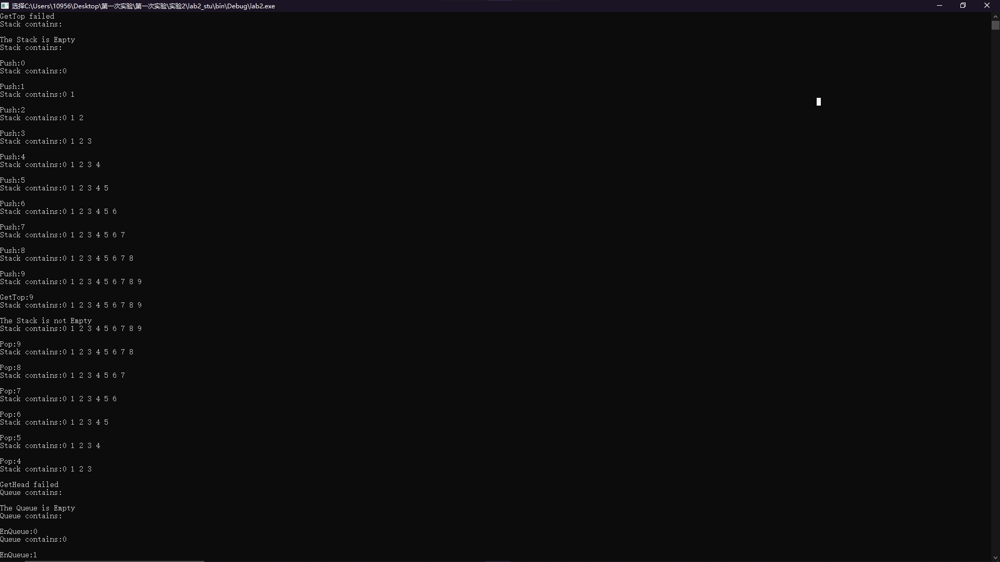 选择C:\Users\10956\Desktop\第一次实验\第一次实验\实验2\lab2_stu\bin\Debug\lab2.exe
GetTop failed
Stack contains:
The Stack is Empty
Stack contains:
Push:0
Stack contains:0
Push:1
Stack contains:0 1
Push:2
Stack contains:0 1 2
Push:3
Stack contains:0 1 2 3
Push:4
Stack contains:0 1 2 3 4
Push:5
Stack contains:0 1 2 3 4 5
Push:6
Stack contains:0 1 2 3 4 5 6
Push:7
Stack contains:0 1 2 3 4 5 6 7
Push:8
Stack contains:0 1 2 3 4 5 6 7 8
Push:9
Stack contains:0 1 2 3 4 5 6 7 8 9
GetTop:9
Stack contains:0 1 2 3 4 5 6 7 8 9
The Stack is not Empty
Stack contains:0 1 2 3 4 5 6 7 8 9
Pop:9
Stack contains:0 1 2 3 4 5 6 7 8
Pop:8
Stack contains:0 1 2 3 4 5 6 7
Pop:7
Stack contains:0 1 2 3 4 5 6
Pop:6
Stack contains:0 1 2 3 4 5
Pop:5
Stack contains:0 1 2 3 4
Pop:4
Stack contains:0 1 2 3
GetHead failed
Queue contains:
The Queue is Empty
Queue contains:
EnQueue:0
Queue contains:0
EnQueue:1